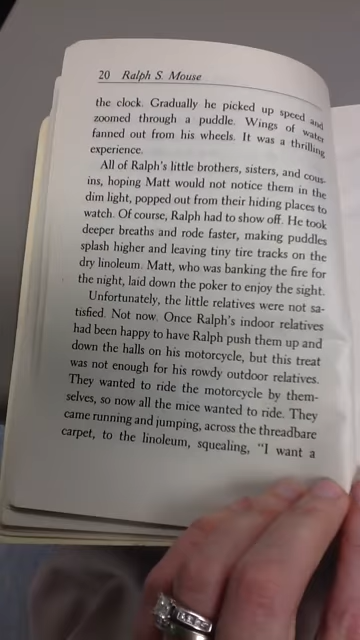 20 Ralph S. Mouse
the clock. Gradually he picked up speed and
zoomed through a puddle. Wings of water
fanned out from his wheels. It was a thrilling
experience.
All of Ralph's little brothers, sisters, and cous-
ins, hoping Matt would not notice them in the
dim light, popped out from their hiding places to
watch. Of course, Ralph had to show off. He took
deeper breaths and rode faster, making puddles
splash higher and leaving tiny tire tracks on the
dry linoleum. Matt, who was banking the fire for
the night, laid down the poker to enjoy the sight.
Unfortunately, the little relatives were not sa-
tisfied. Not now. Once Ralph's indoor relatives
had been happy to have Ralph push them up and
down the halls on his motorcycle, but this treat
was not enough for his rowdy outdoor relatives.
They wanted to ride the motorcycle by them-
selves, so now all the mice wanted to ride. They
came running and jumping, across the threadbare
carpet, to the linoleum, squealing, "I want a